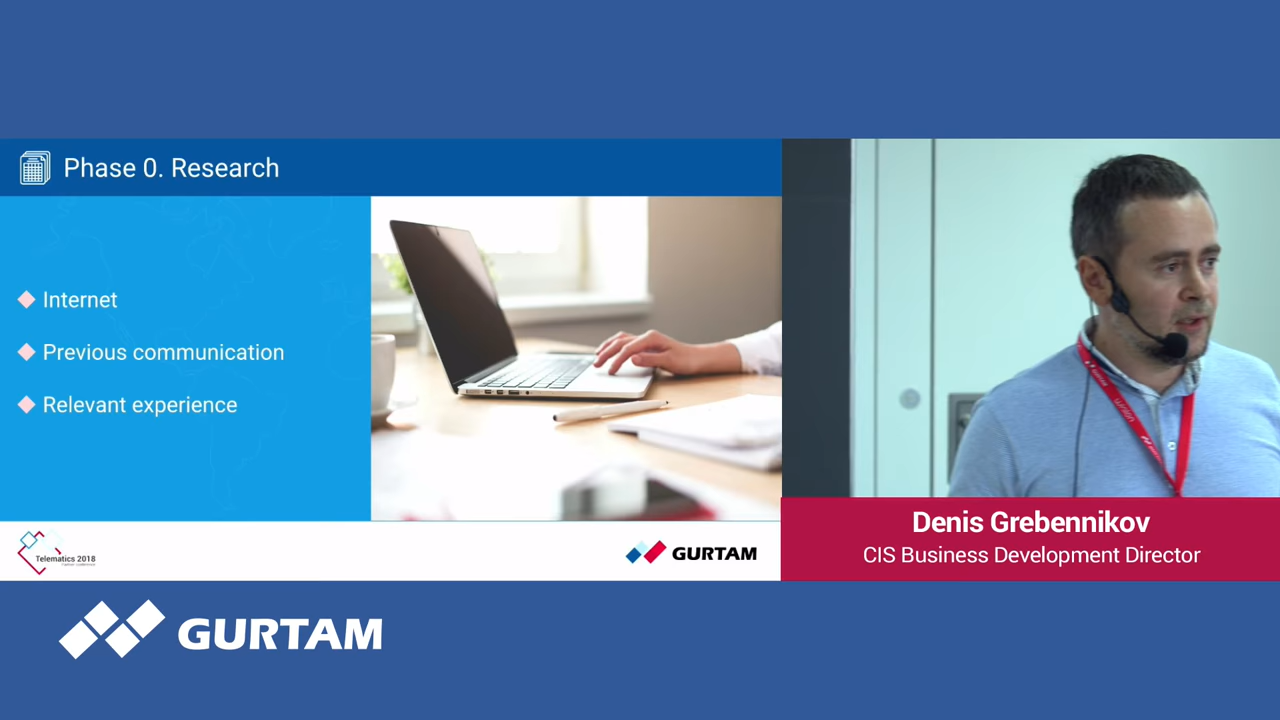 Phase 0. Research
Internet
Previous communication
Relevant experience
Telematics 2018
GURTAM
Denis Grebennikov
CIS Business Development Director
GURTAM